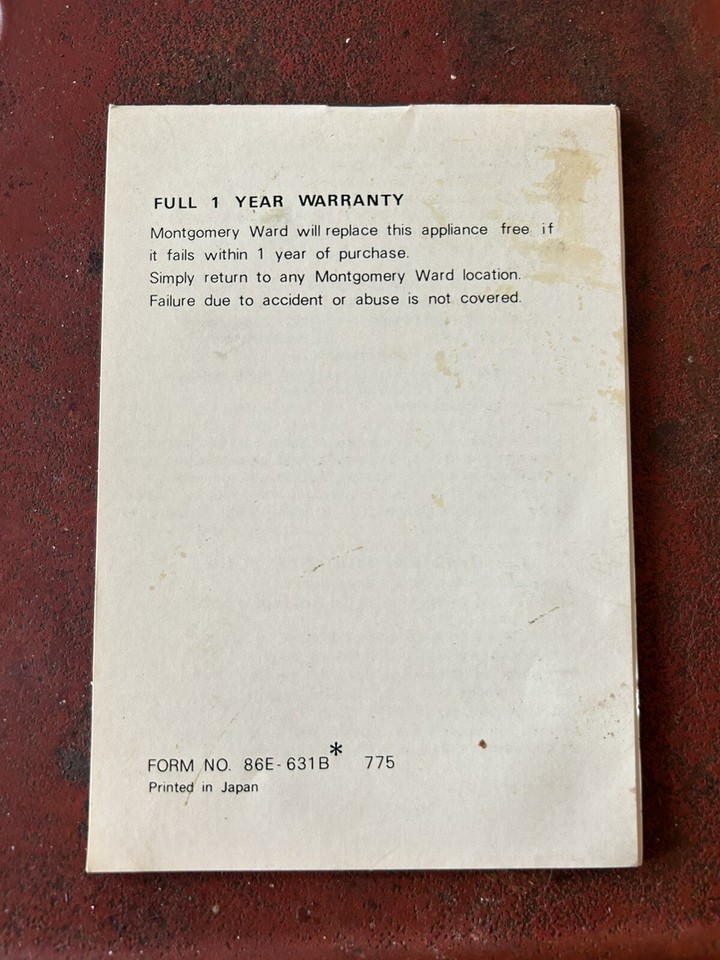 FULL 1 YEAR WARRANTY
Montgomery Ward will replace this appliance free if
it fails within 1 year of purchase.
Simply return to any Montgomery Ward location.
Failure due to accident or abuse is not covered.
FORM NO. 86E-631B* 775
Printed in Japan